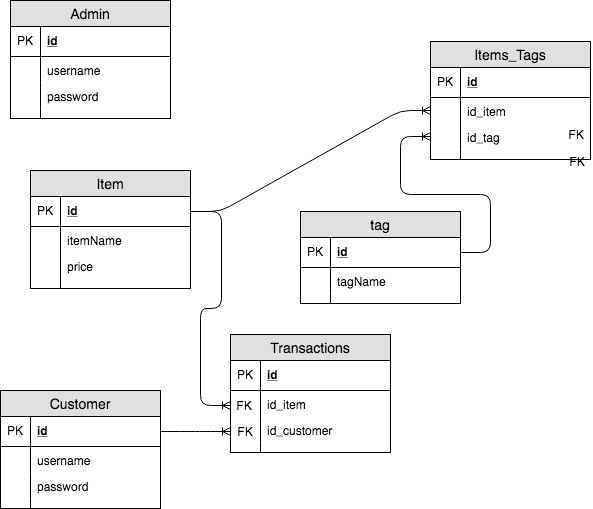 Admin
PK id
username
password
Items_Tags
PK id
id_item
id_tag FK
FK
Item
PK id
itemName
price
tag
PK id
tagName
Transactions
PK id
FK id_item
FK id_customer
Customer
PK id
username
password